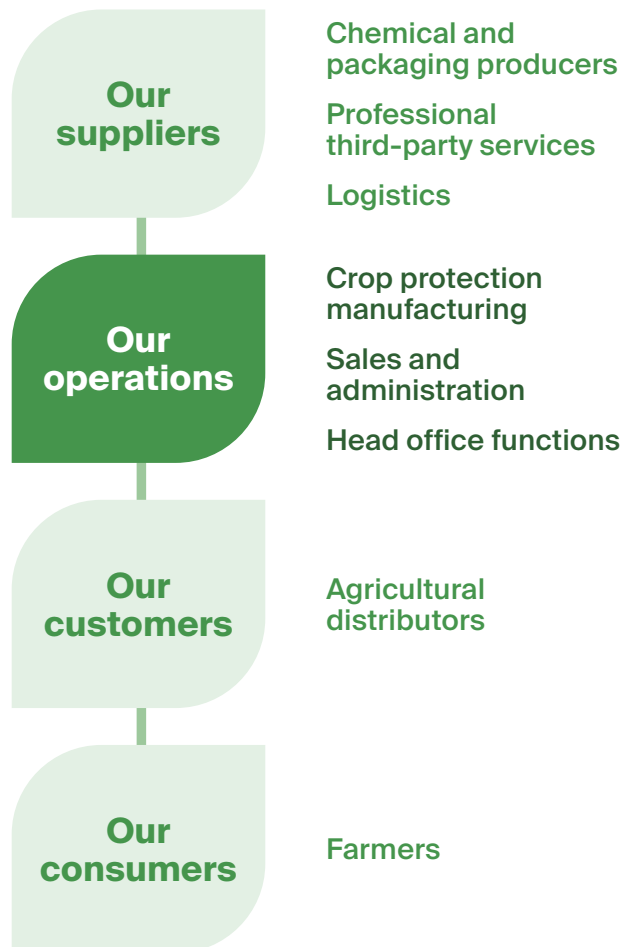 Our
suppliers
Chemical and
packaging producers
Professional
third-party services
Logistics
Our
operations
Crop protection
manufacturing
Sales and
administration
Head office functions
Our
customers
Agricultural
distributors
Our
consumers
Farmers